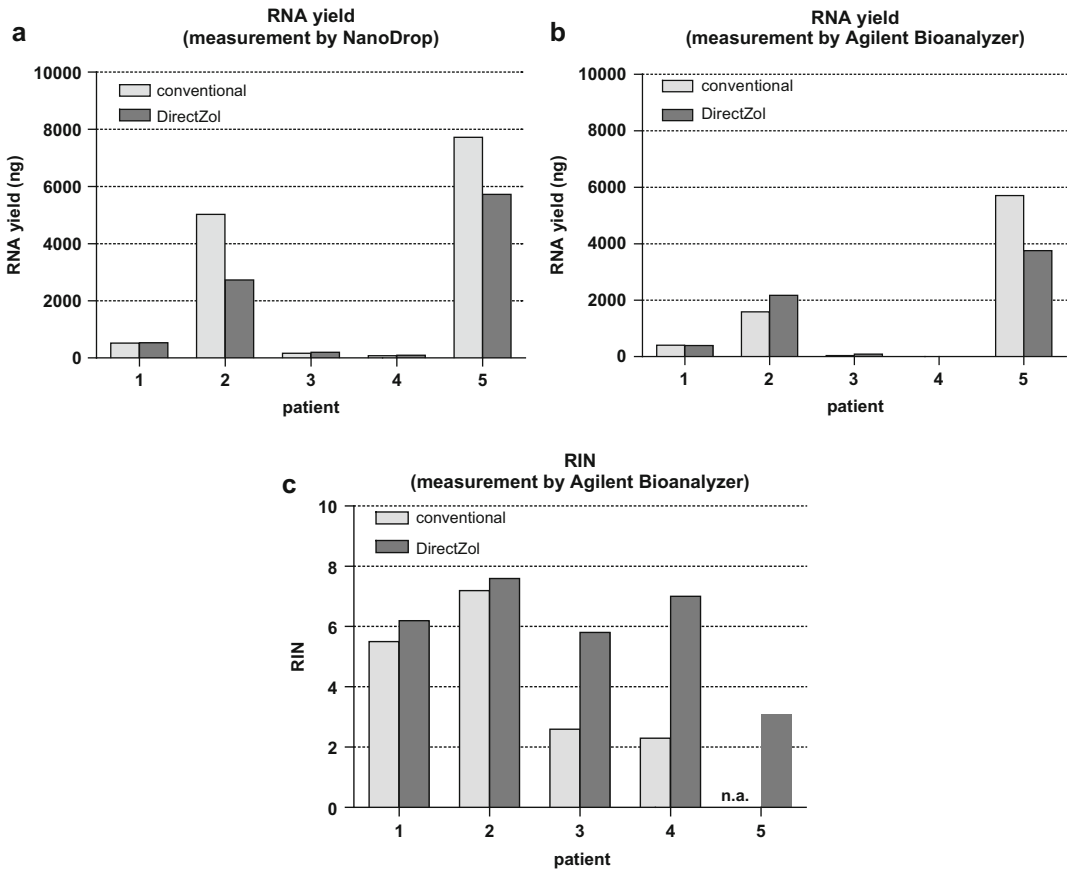 a
RNA yield
(measurement by NanoDrop)
10000
8000
6000
4000
2000
0
RNA yield (ng)
conventional
DirectZol
1 2 3 4 5
patient
b
RNA yield
(measurement by Agilent Bioanalyzer)
10000
8000
6000
4000
2000
0
RNA yield (ng)
conventional
DirectZol
1 2 3 4 5
patient
c
RIN
(measurement by Agilent Bioanalyzer)
10
8
6
4
2
0
RIN
conventional
DirectZol
n.a.
1 2 3 4 5
patient